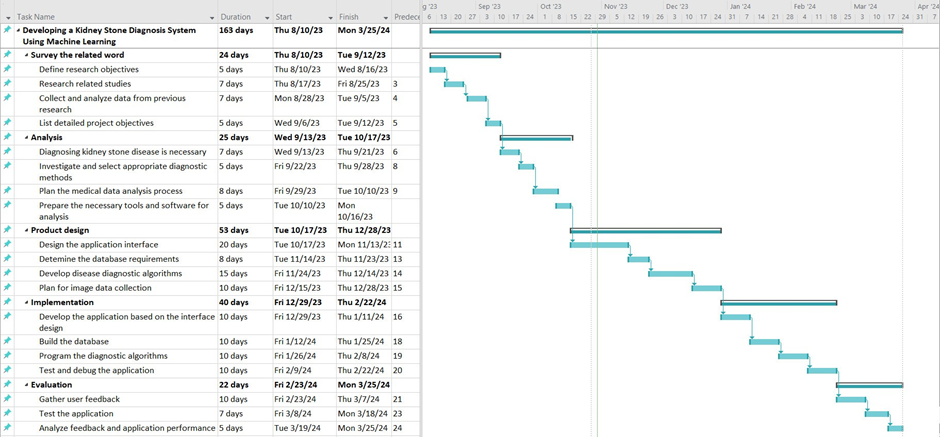 Task Name Duration Start Finish Predece
g '23 Sep '23 Oct '23 Nov '23 Dec '23 Jan '24 Feb '24 Mar '24 Apr '24
6 13 20 27 3 10 17 24 1 8 15 22 29 5 12 19 26 3 10 17 24 31 7 14 21 28 4 11 18 25 3 10 17 24 31 7
Developing a Kidney Stone Diagnosis System 163 days Thu 8/10/23 Mon 3/25/24
Using Machine Learning
Survey the related word 24 days Thu 8/10/23 Tue 9/12/23
Define research objectives 5 days Thu 8/10/23 Wed 8/16/23
Research related studies 7 days Thu 8/17/23 Fri 8/25/23 3
Collect and analyze data from previous 7 days Mon 8/28/23 Tue 9/5/23 4
research
List detailed project objectives 5 days Wed 9/6/23 Tue 9/12/23 5
Analysis 25 days Wed 9/13/23 Tue 10/17/23
Diagnosing kidney stone disease is necessary 7 days Wed 9/13/23 Thu 9/21/23 6
Investigate and select appropriate diagnostic 5 days Fri 9/22/23 Thu 9/28/23 8
methods
Plan the medical data analysis process 8 days Fri 9/29/23 Tue 10/10/23 9
Prepare the necessary tools and software for 5 days Tue 10/10/23 Mon
analysis 10/16/23
Product design 53 days Tue 10/17/23 Thu 12/28/23
Design the application interface 20 days Tue 10/17/23 Mon 11/13/23 11
Detemine the database requirements 8 days Tue 11/14/23 Thu 11/23/23 13
Develop disease diagnostic algorithms 15 days Fri 11/24/23 Thu 12/14/23 14
Plan for image data collection 10 days Fri 12/15/23 Thu 12/28/23 15
Implementation 40 days Fri 12/29/23 Thu 2/22/24
Develop the application based on the interface 10 days Fri 12/29/23 Thu 1/11/24 16
design
Build the database 10 days Fri 1/12/24 Thu 1/25/24 18
Program the diagnostic algorithms 10 days Fri 1/26/24 Thu 2/8/24 19
Test and debug the application 10 days Fri 2/9/24 Thu 2/22/24 20
Evaluation 22 days Fri 2/23/24 Mon 3/25/24
Gather user feedback 10 days Fri 2/23/24 Thu 3/7/24 21
Test the application 7 days Fri 3/8/24 Mon 3/18/24 23
Analyze feedback and application performance 5 days Tue 3/19/24 Mon 3/25/24 24